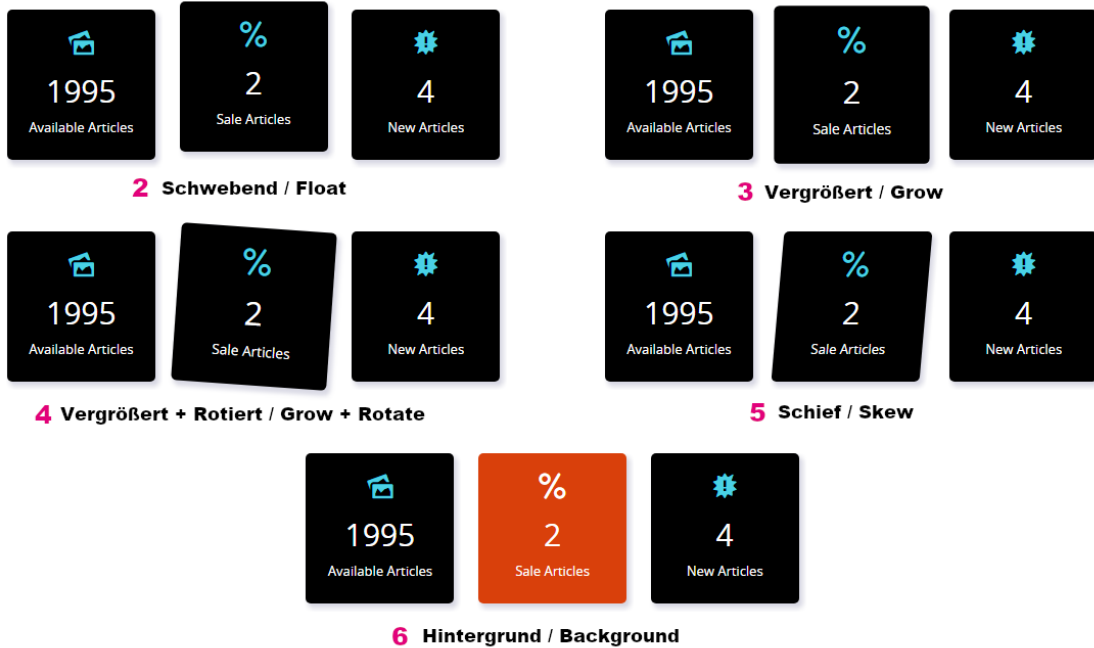 %
1995 2 4
Available Articles Sale Articles New Articles
2 Schwebend / Float
%
1995 2 4
Available Articles Sale Articles New Articles
3 Vergrößert / Grow
%
1995 2 4
Available Articles Sale Articles New Articles
4 Vergrößert + Rotiert / Grow + Rotate
%
1995 2 4
Available Articles Sale Articles New Articles
5 Schief / Skew
%
1995 2 4
Available Articles Sale Articles New Articles
6 Hintergrund / Background